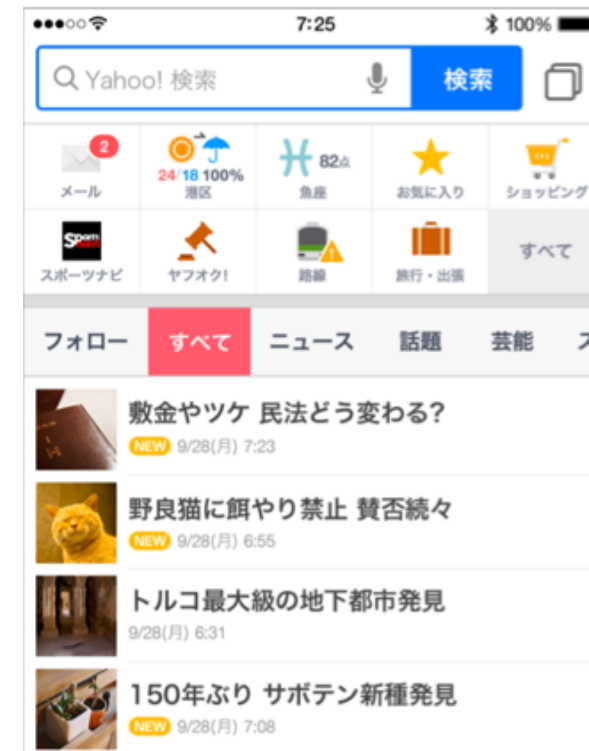 7:25 100%
Yahoo! 検索 検索
2
24/18 100% 82点
メール 港区 魚座 お気に入り ショッピング
スポーツナビ ヤフオク! 路線 旅行・出張 すべて
フォロー すべて ニュース 話題 芸能 ス
敷金やツケ 民法どう変わる?
NEW 9/28(月) 7:23
野良猫に餌やり禁止 賛否続々
NEW 9/28(月) 6:55
トルコ最大級の地下都市発見
9/28(月) 6:31
150年ぶり サボテン新種発見
NEW 9/28(月) 7:08